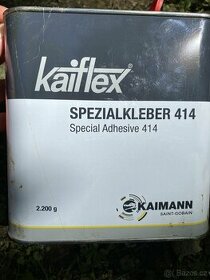 kaiflex®
SPEZIALKLEBER 414
Special Adhesive 414
KAIMANN
SAINT-GOBAIN
2.200 g
Bazos.cz